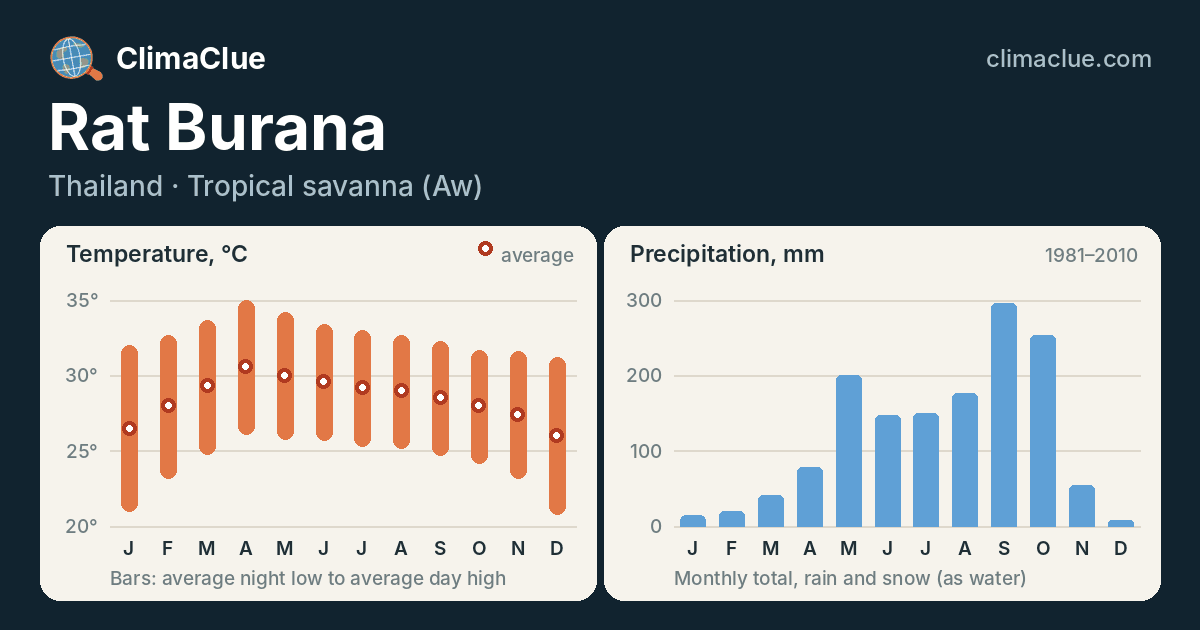 ClimaClue
climaclue.com
Rat Burana
Thailand · Tropical savanna (Aw)
Temperature, °C
average
35°
30°
25°
20°
J F M A M J J A S O N D
Bars: average night low to average day high
Precipitation, mm
1981–2010
300
200
100
0
J F M A M J J A S O N D
Monthly total, rain and snow (as water)